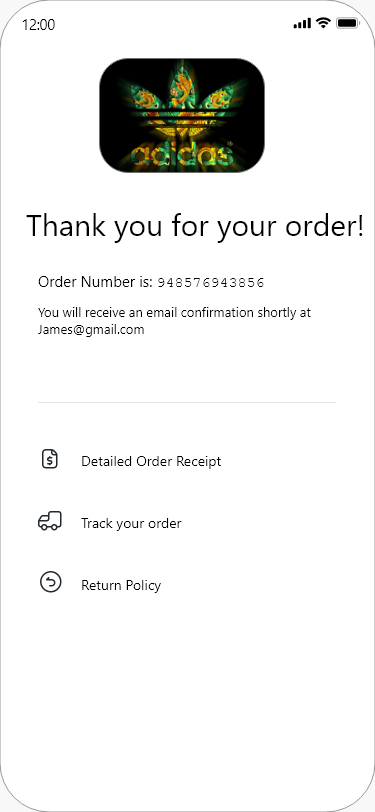 12:00
adidas
Thank you for your order!
Order Number is: 948576943856
You will receive an email confirmation shortly at
James@gmail.com
Detailed Order Receipt
Track your order
Return Policy